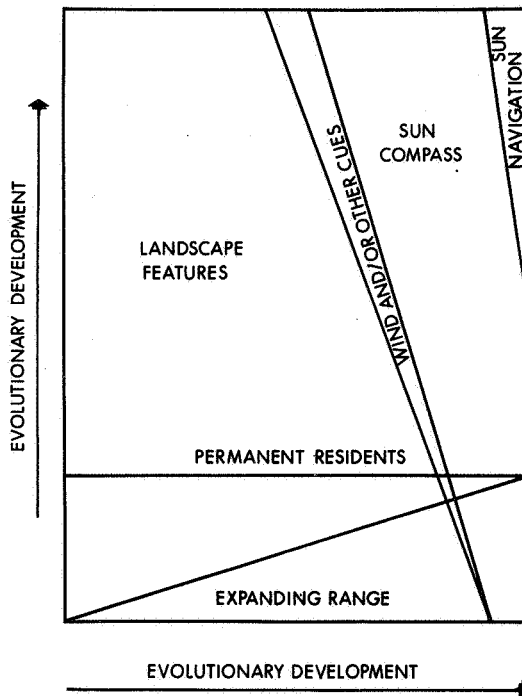 SUN
NAVIGATION
SUN
COMPASS
WIND AND/OR OTHER CUES
LANDSCAPE
FEATURES
EVOLUTIONARY DEVELOPMENT
PERMANENT RESIDENTS
EXPANDING RANGE
EVOLUTIONARY DEVELOPMENT